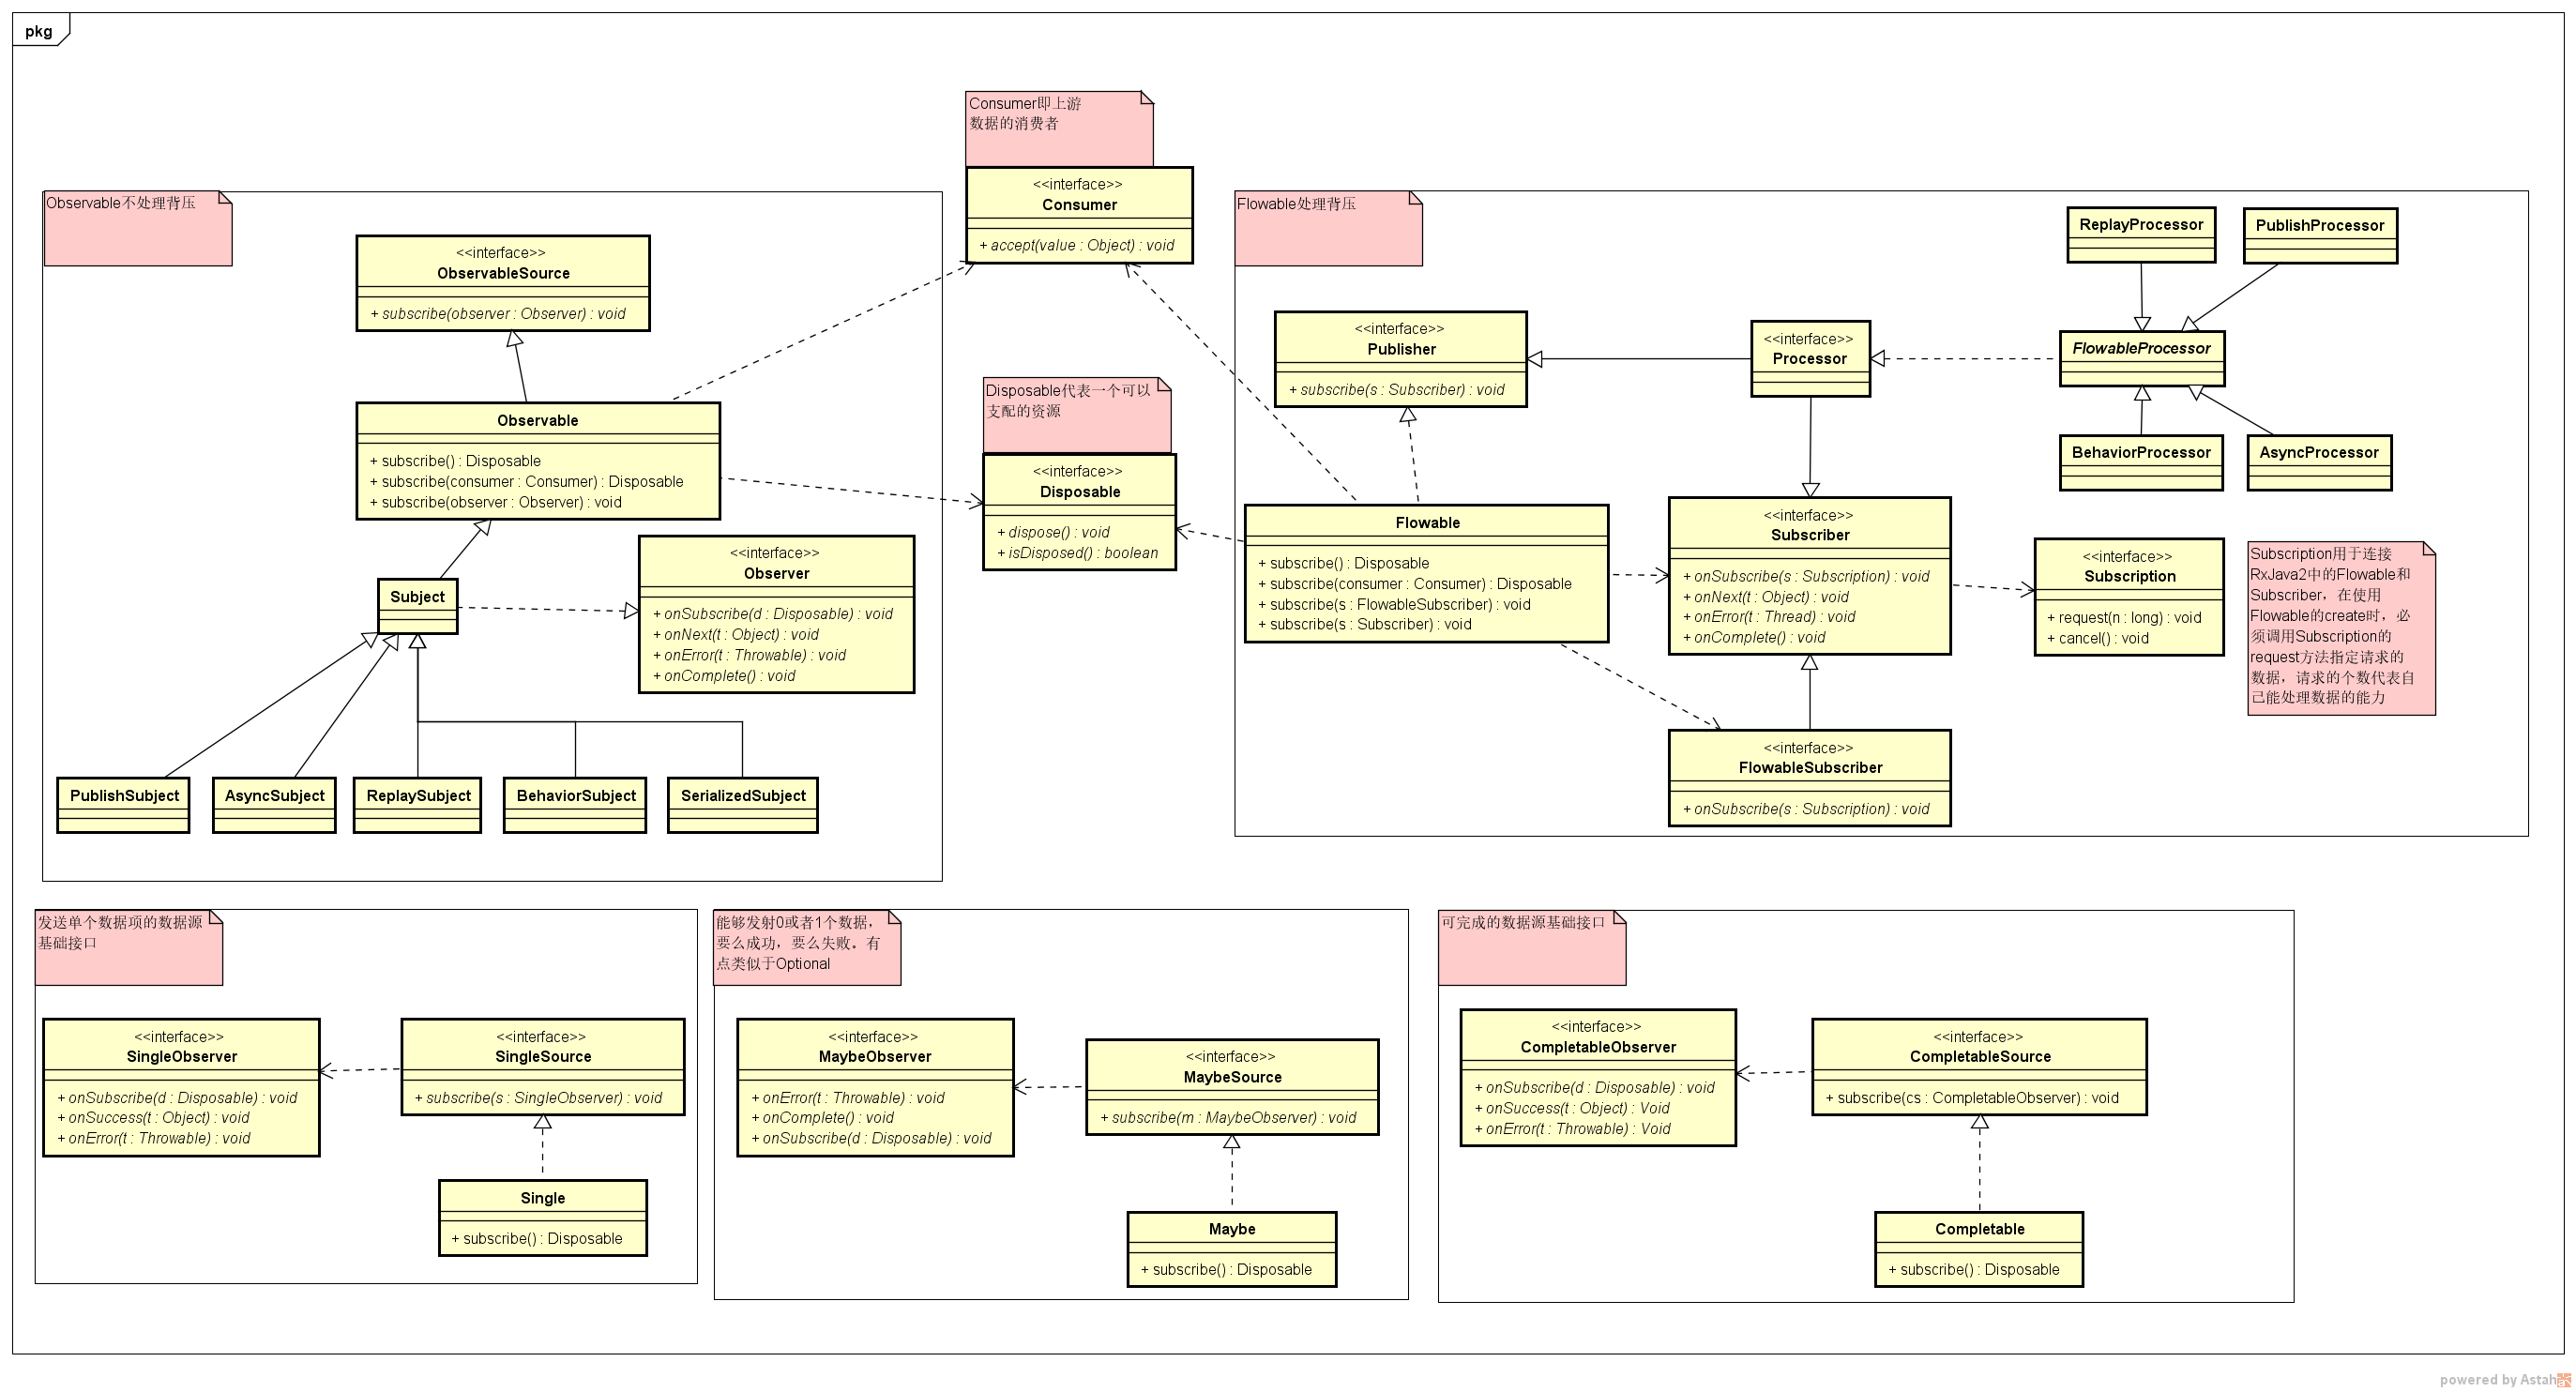 pkg
Consumer即上游
数据的消费者
<<interface>>
Consumer
+ accept(value : Object) : void
Observable不处理背压
<<interface>>
ObservableSource
+ subscribe(observer : Observer) : void
Observable
+ subscribe() : Disposable
+ subscribe(consumer : Consumer) : Disposable
+ subscribe(observer : Observer) : void
Subject
<<interface>>
Observer
+ onSubscribe(d : Disposable) : void
+ onNext(t : Object) : void
+ onError(t : Throwable) : void
+ onComplete() : void
PublishSubject
AsyncSubject
ReplaySubject
BehaviorSubject
SerializedSubject
Disposable代表一个可以
支配的资源
<<interface>>
Disposable
+ dispose() : void
+ isDisposed() : boolean
Flowable处理背压
<<interface>>
Publisher
+ subscribe(s : Subscriber) : void
<<interface>>
Processor
ReplayProcessor
PublishProcessor
FlowableProcessor
BehaviorProcessor
AsyncProcessor
Flowable
+ subscribe() : Disposable
+ subscribe(consumer : Consumer) : Disposable
+ subscribe(s : FlowableSubscriber) : void
+ subscribe(s : Subscriber) : void
<<interface>>
Subscriber
+ onSubscribe(s : Subscription) : void
+ onNext(t : Object) : void
+ onError(t : Thread) : void
+ onComplete() : void
<<interface>>
Subscription
+ request(n : long) : void
+ cancel() : void
Subscription用于连接
RxJava2中的Flowable和
Subscriber，在使用
Flowable的create时，必
须调用Subscription的
request方法指定请求的
数据，请求的个数代表自
己能处理数据的能力
<<interface>>
FlowableSubscriber
+ onSubscribe(s : Subscription) : void
发送单个数据项的数据源
基础接口
<<interface>>
SingleObserver
+ onSubscribe(d : Disposable) : void
+ onSuccess(t : Object) : void
+ onError(t : Throwable) : void
<<interface>>
SingleSource
+ subscribe(s : SingleObserver) : void
Single
+ subscribe() : Disposable
能够发射0或者1个数据，
要么成功，要么失败。有
点类似于Optional
<<interface>>
MaybeObserver
+ onError(t : Throwable) : void
+ onComplete() : void
+ onSubscribe(d : Disposable) : void
<<interface>>
MaybeSource
+ subscribe(m : MaybeObserver) : void
Maybe
+ subscribe() : Disposable
可完成的数据源基础接口
<<interface>>
CompletableObserver
+ onSubscribe(d : Disposable) : void
+ onSuccess(t : Object) : Void
+ onError(t : Throwable) : Void
<<interface>>
CompletableSource
+ subscribe(cs : CompletableObserver) : void
Completable
+ subscribe() : Disposable
powered by Astah